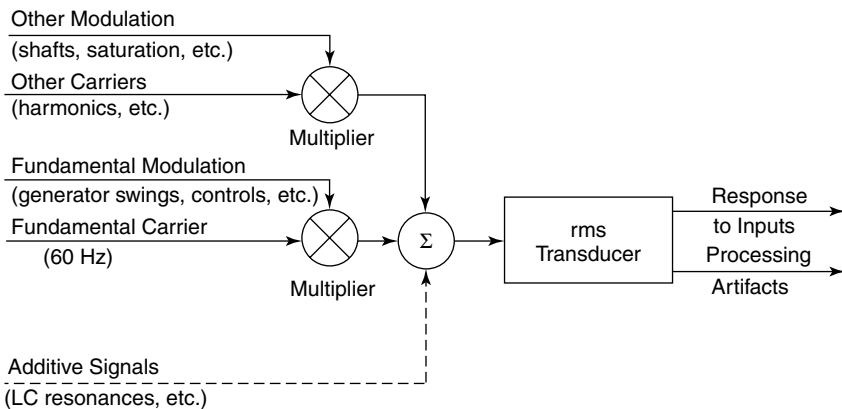 Other Modulation
(shafts, saturation, etc.)
Other Carriers
(harmonics, etc.)
Multiplier
Fundamental Modulation
(generator swings, controls, etc.)
Fundamental Carrier
(60 Hz)
Multiplier
Σ
rms
Transducer
Response
to Inputs
Processing
Artifacts
Additive Signals
(LC resonances, etc.)